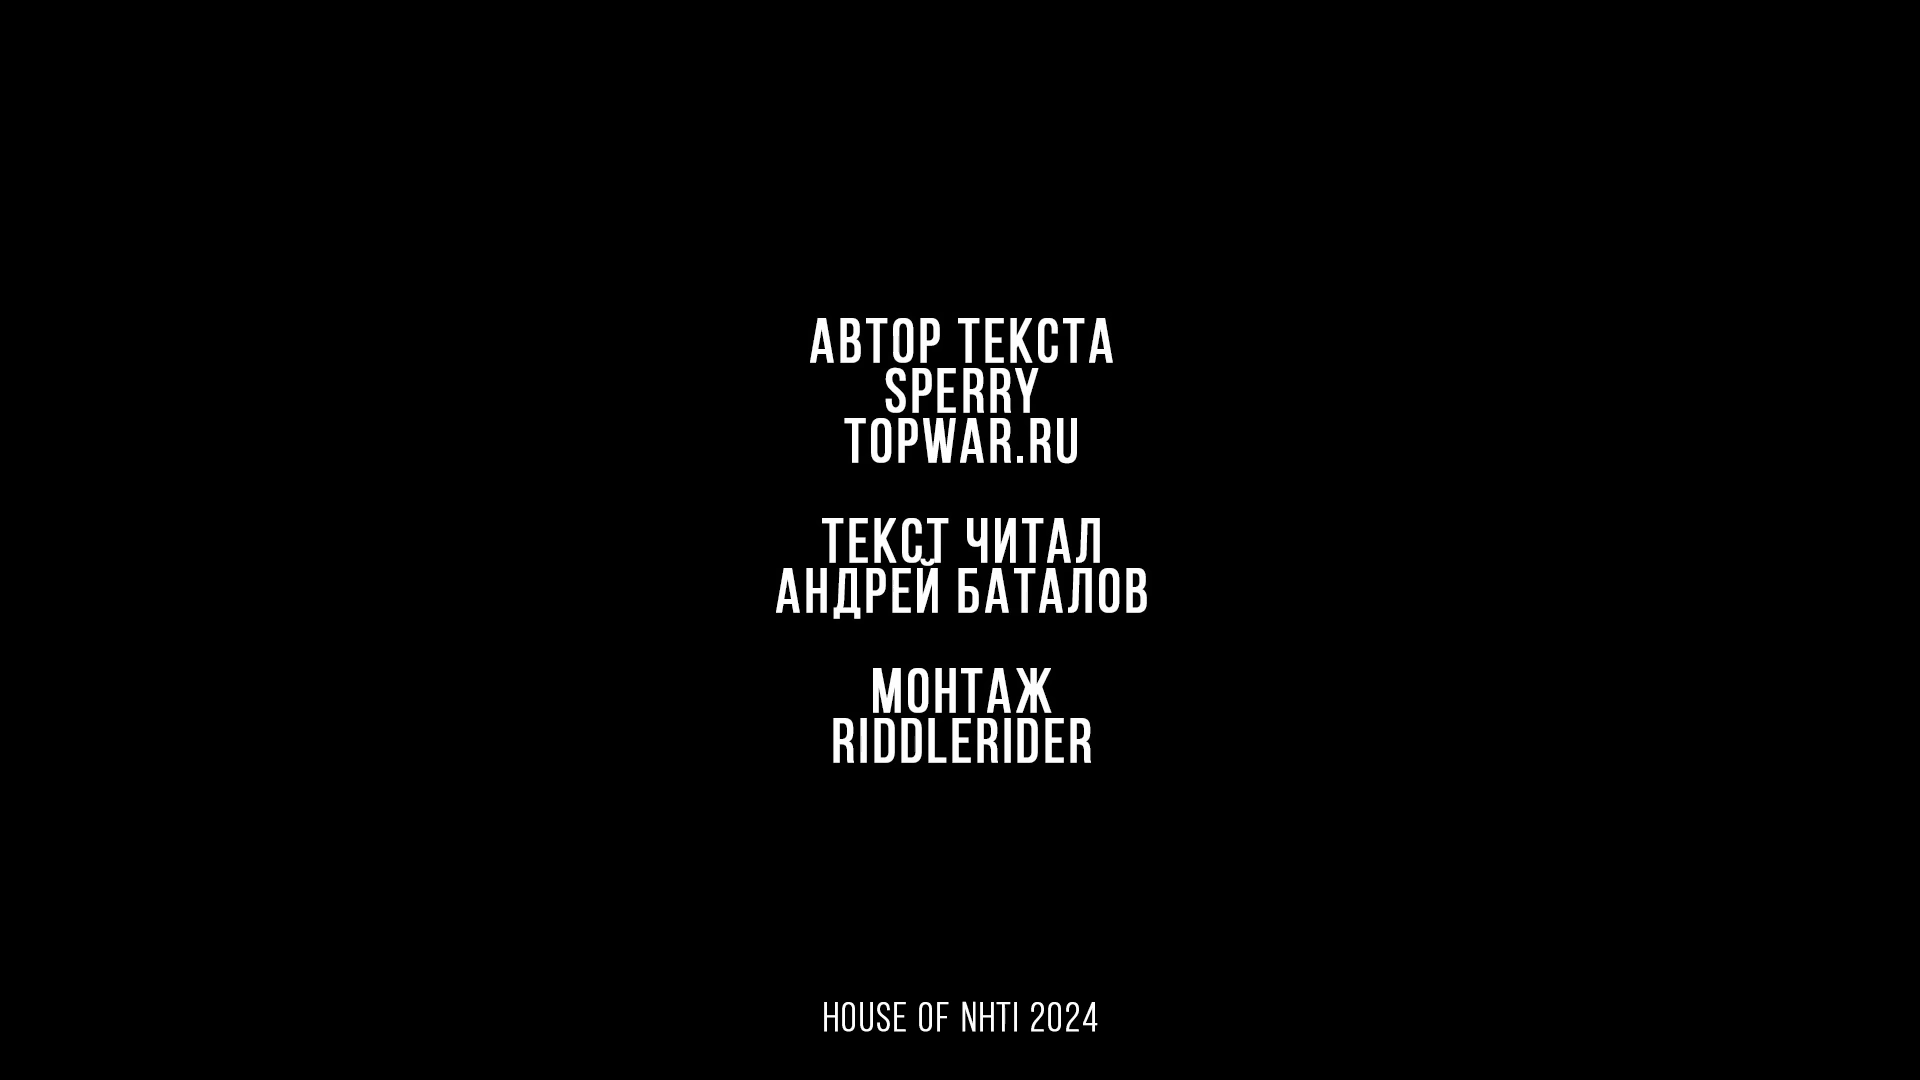 АВТОР ТЕКСТА
SPERRY
TOPWAR.RU
ТЕКСТ ЧИТАЛ
АНДРЕЙ БАТАЛОВ
МОНТАЖ
RIDDLERIDER
HOUSE OF NHTI 2024